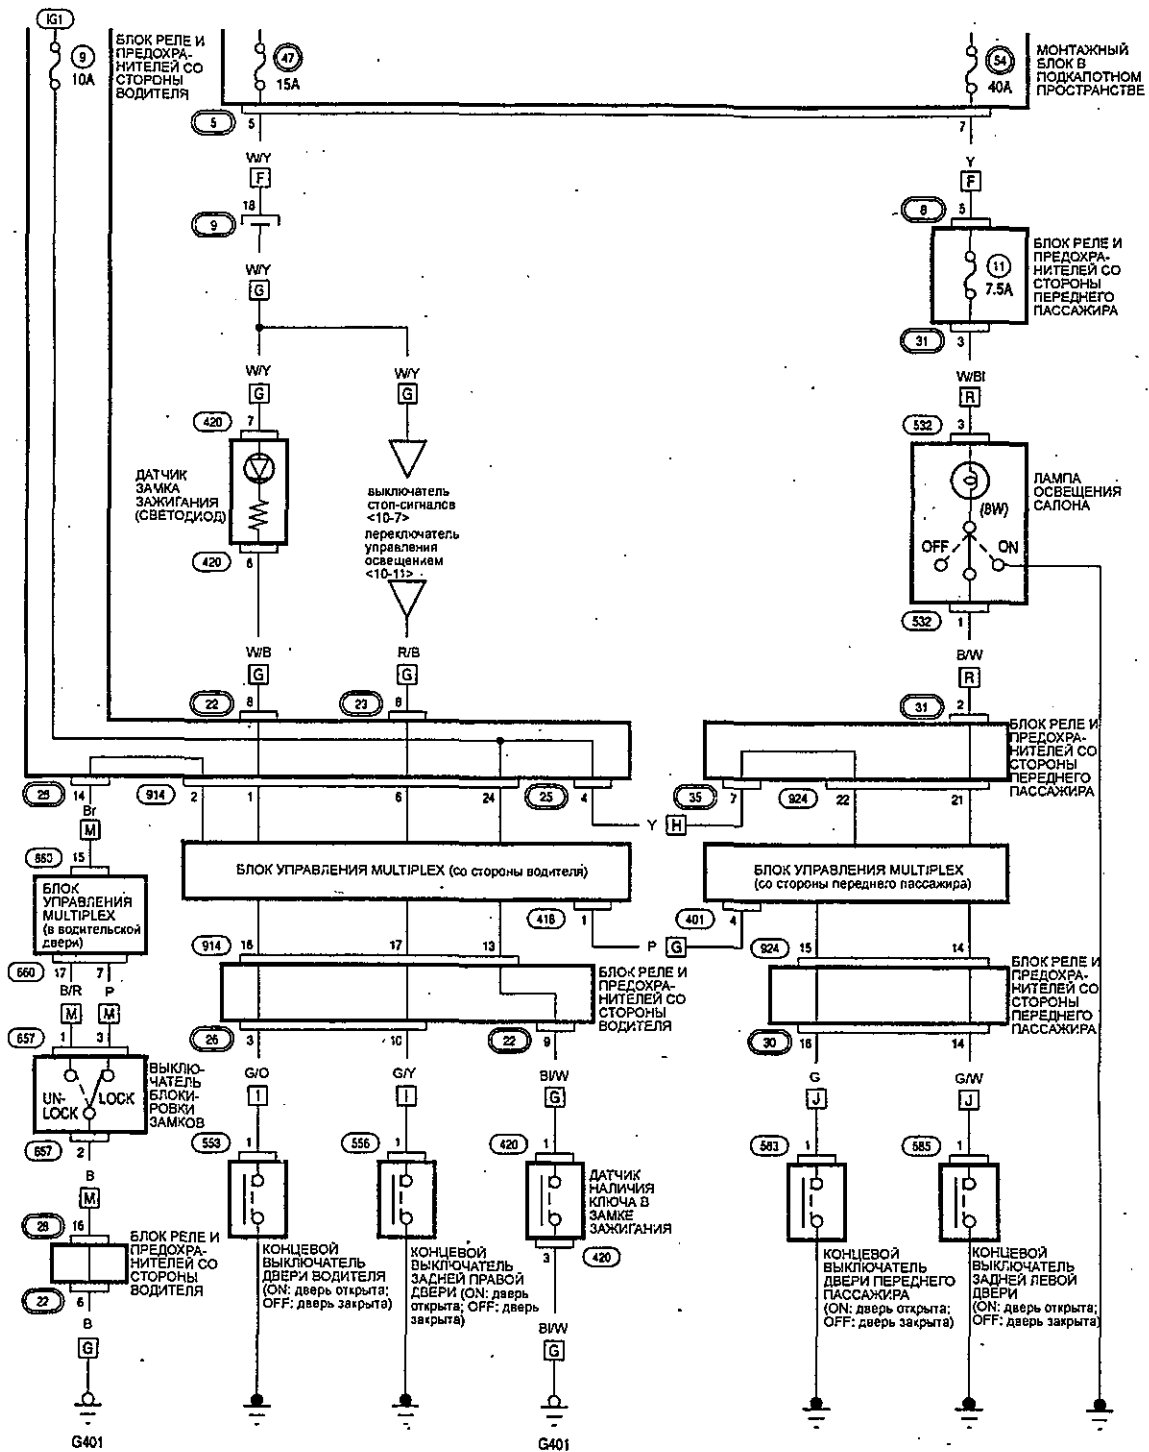 IG1
9
10A
БЛОК РЕЛЕ И
ПРЕДОХРА-
НИТЕЛЕЙ СО
СТОРОНЫ
ВОДИТЕЛЯ
47
15A
54
40A
МОНТАЖНЫЙ
БЛОК В
ПОДКАПОТНОМ
ПРОСТРАНСТВЕ
5
5
7
W/Y
F
Y
F
18
9
8
5
W/Y
G
11
7.5A
БЛОК РЕЛЕ И
ПРЕДОХРА-
НИТЕЛЕЙ СО
СТОРОНЫ
ПЕРЕДНЕГО
ПАССАЖИРА
31
3
W/Y
G
W/Y
G
W/Bl
R
420
7
532
3
ДАТЧИК
ЗАМКА
ЗАЖИГАНИЯ
(СВЕТОДИОД)
выключатель
стоп-сигналов
<10-7>
переключатель
управления
освещением
<10-11>
(8W)
OFF
ON
ЛАМПА
ОСВЕЩЕНИЯ
САЛОНА
420
6
532
1
W/B
G
R/B
G
B/W
R
22
8
23
8
31
2
БЛОК РЕЛЕ И
ПРЕДОХРА-
НИТЕЛЕЙ СО
СТОРОНЫ
ПЕРЕДНЕГО
ПАССАЖИРА
14
914
2
1
6
24
25
4
35
7
924
22
21
Br
M
Y
H
15
БЛОК
УПРАВЛЕНИЯ
MULTIPLEX
(в водительской
двери)
БЛОК УПРАВЛЕНИЯ MULTIPLEX (со стороны водителя)
БЛОК УПРАВЛЕНИЯ MULTIPLEX
(со стороны переднего пассажира)
1
401
4
P
G
660
17
7
914
16
17
13
924
15
14
B/R
M
P
M
БЛОК РЕЛЕ И
ПРЕДОХРА-
НИТЕЛЕЙ СО
СТОРОНЫ
ВОДИТЕЛЯ
БЛОК РЕЛЕ И
ПРЕДОХРА-
НИТЕЛЕЙ СО
СТОРОНЫ
ПЕРЕДНЕГО
ПАССАЖИРА
657
1
3
26
3
10
22
9
30
16
14
UN-
LOCK
LOCK
ВЫКЛЮ-
ЧАТЕЛЬ
БЛОКИ-
РОВКИ
ЗАМКОВ
G/O
I
G/Y
I
Bl/W
G
G
J
G/W
J
657
2
553
1
556
1
420
1
1
1
B
M
ДАТЧИК
НАЛИЧИЯ
КЛЮЧА В
ЗАМКЕ
ЗАЖИГАНИЯ
16
БЛОК РЕЛЕ И
ПРЕДОХРА-
НИТЕЛЕЙ СО
СТОРОНЫ
ВОДИТЕЛЯ
22
6
3
420
КОНЦЕВОЙ
ВЫКЛЮЧАТЕЛЬ
ДВЕРИ ВОДИТЕЛЯ
(ON: дверь открыта;
OFF: дверь закрыта)
КОНЦЕВОЙ
ВЫКЛЮЧАТЕЛЬ
ЗАДНЕЙ ПРАВОЙ
ДВЕРИ (ON: дверь
открыта; OFF: дверь
закрыта)
КОНЦЕВОЙ
ВЫКЛЮЧАТЕЛЬ
ДВЕРИ ПЕРЕДНЕГО
ПАССАЖИРА
(ON: дверь открыта;
OFF: дверь закрыта)
КОНЦЕВОЙ
ВЫКЛЮЧАТЕЛЬ
ЗАДНЕЙ ЛЕВОЙ
ДВЕРИ
(ON: дверь открыта;
OFF: дверь закрыта)
B
G
Bl/W
G
G401
G401